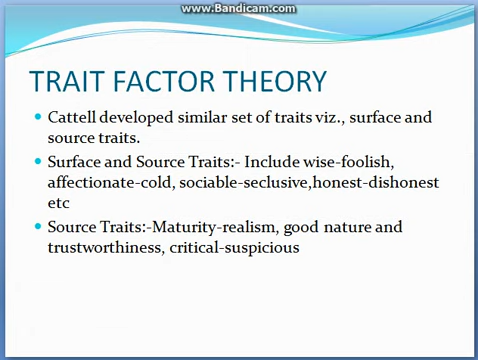 www.Bandicam.com
TRAIT FACTOR THEORY
• Cattell developed similar set of traits viz., surface and
source traits.
• Surface and Source Traits:- Include wise-foolish,
affectionate-cold, sociable-seclusive,honest-dishonest
etc
• Source Traits:-Maturity-realism, good nature and
trustworthiness, critical-suspicious